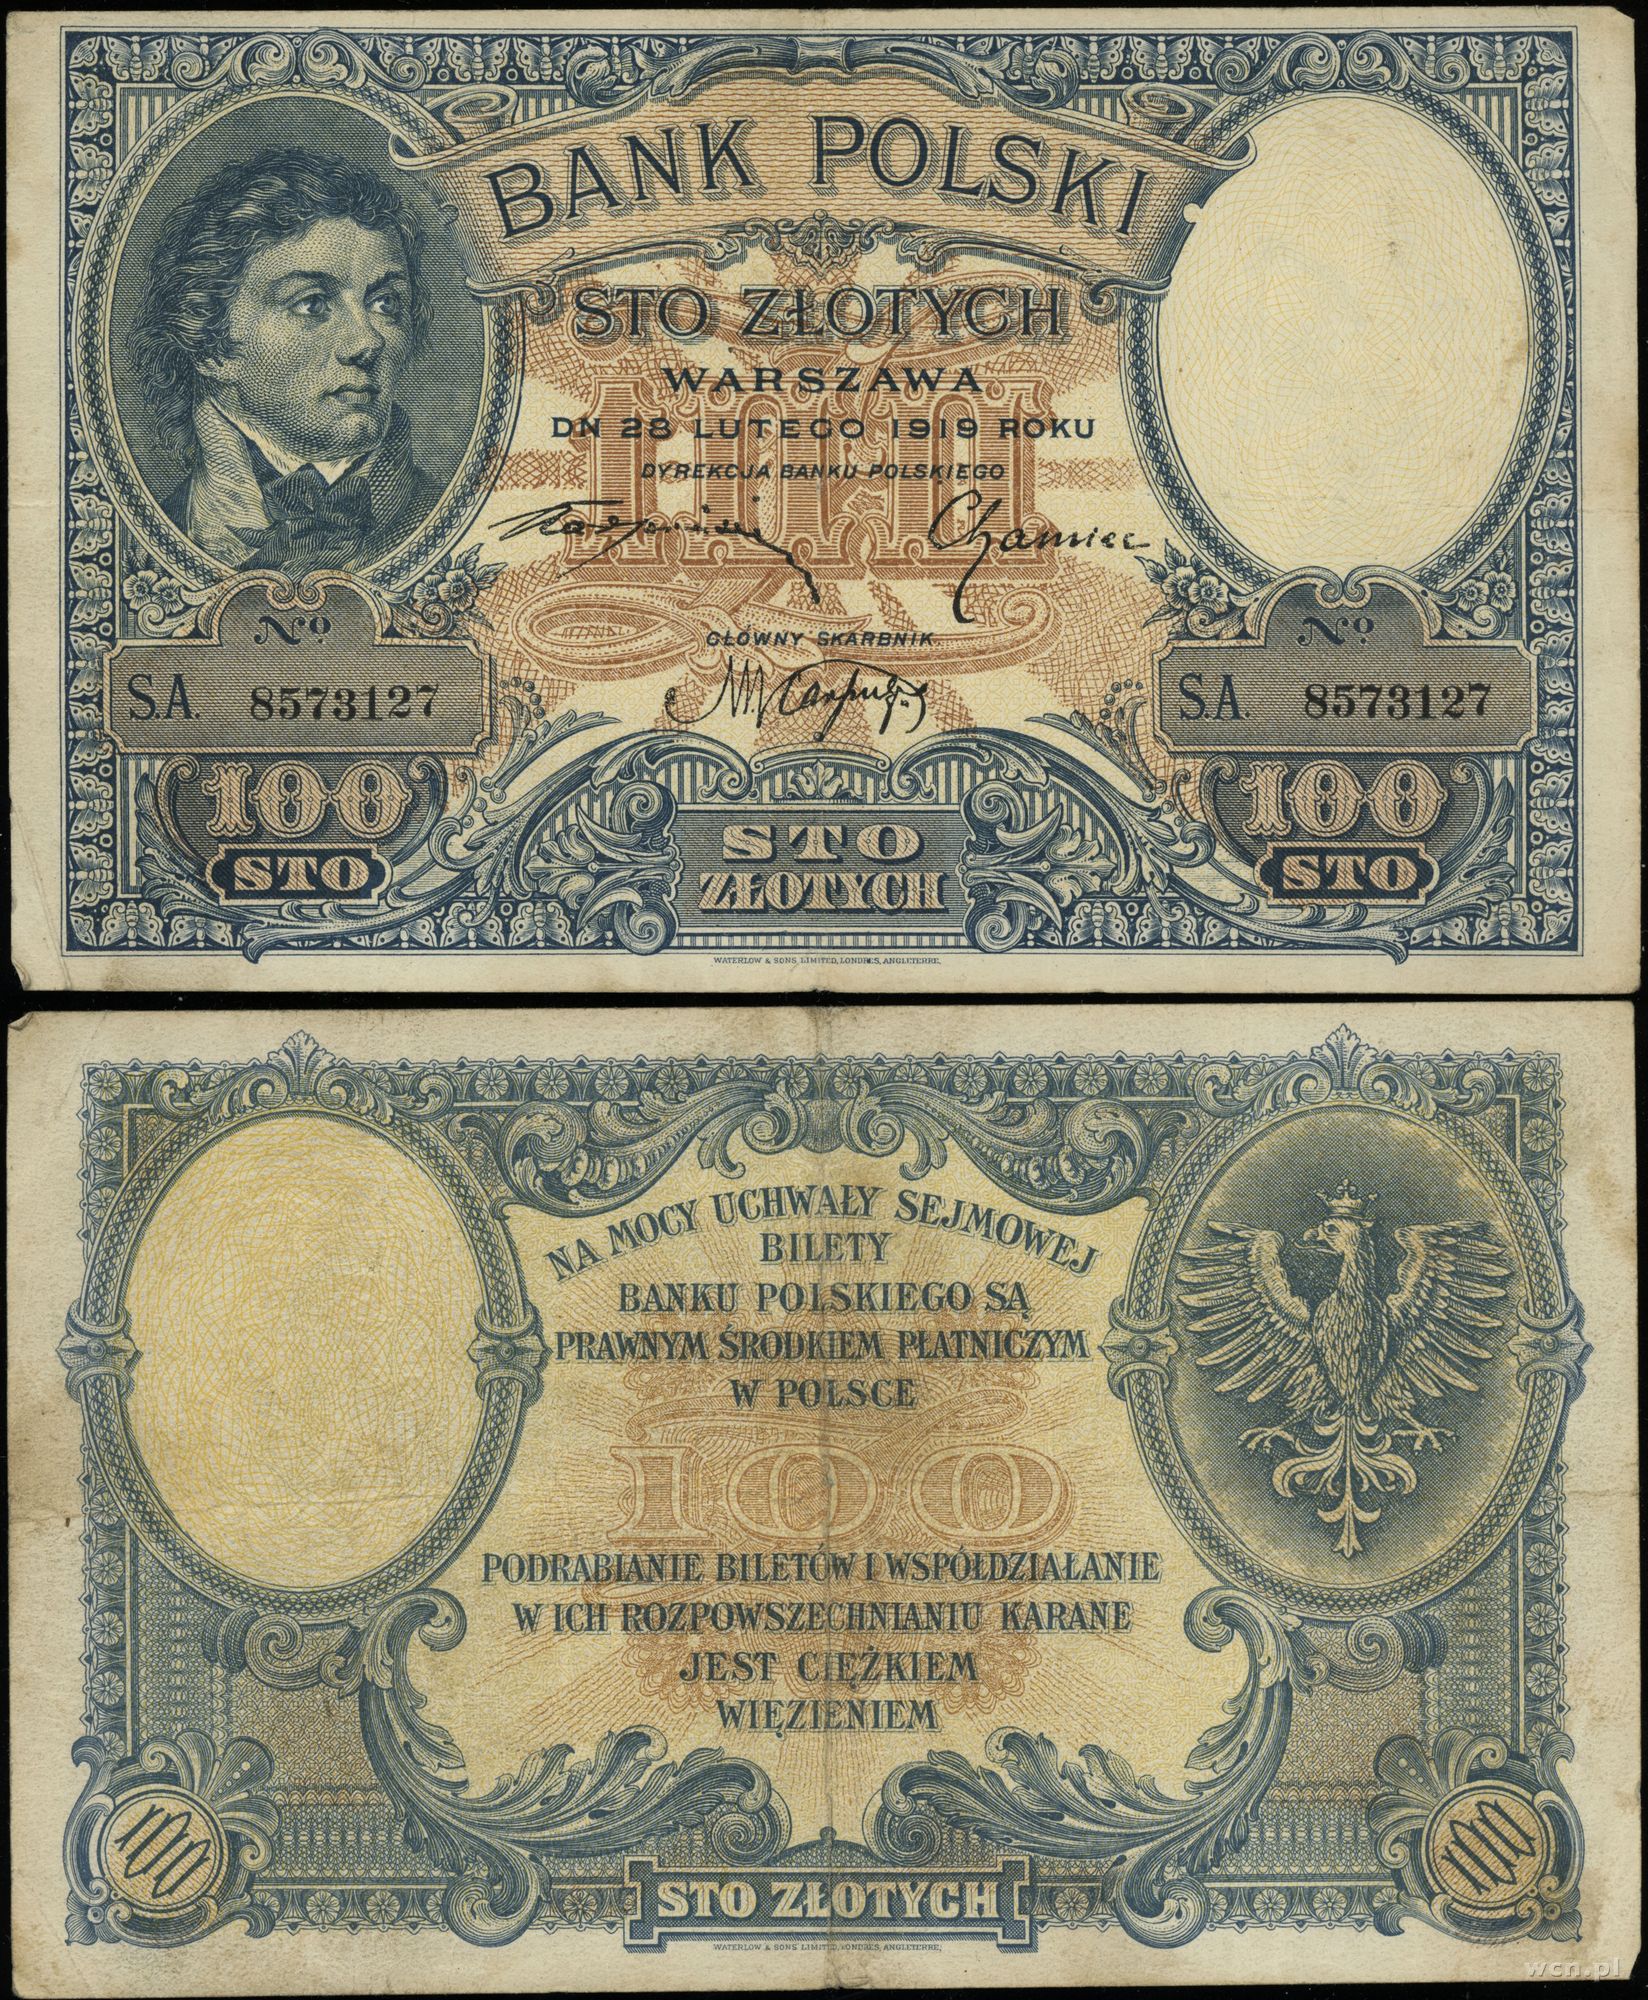 BANK POLSKI
STO ZŁOTYCH
WARSZAWA
DN 28 LUTEGO 1919 ROKU
DYREKCJA BANKU POLSKIEGO
GŁÓWNY SKARBNIK
No
S.A. 8573127
No
S.A. 8573127
100
STO
STO
ZŁOTYCH
100
STO
WATERLOW & SONS LIMITED, LONDRES, ANGLETERRE.
NA MOCY UCHWAŁY SEJMOWEJ
BILETY
BANKU POLSKIEGO SĄ
PRAWNYM ŚRODKIEM PŁATNICZYM
W POLSCE
100
PODRABIANIE BILETÓW I WSPÓŁDZIAŁANIE
W ICH ROZPOWSZECHNIANIU KARANE
JEST CIĘŻKIEM
WIĘZIENIEM
100
100
STO ZŁOTYCH
WATERLOW & SONS LIMITED, LONDRES, ANGLETERRE.
wcn.pl